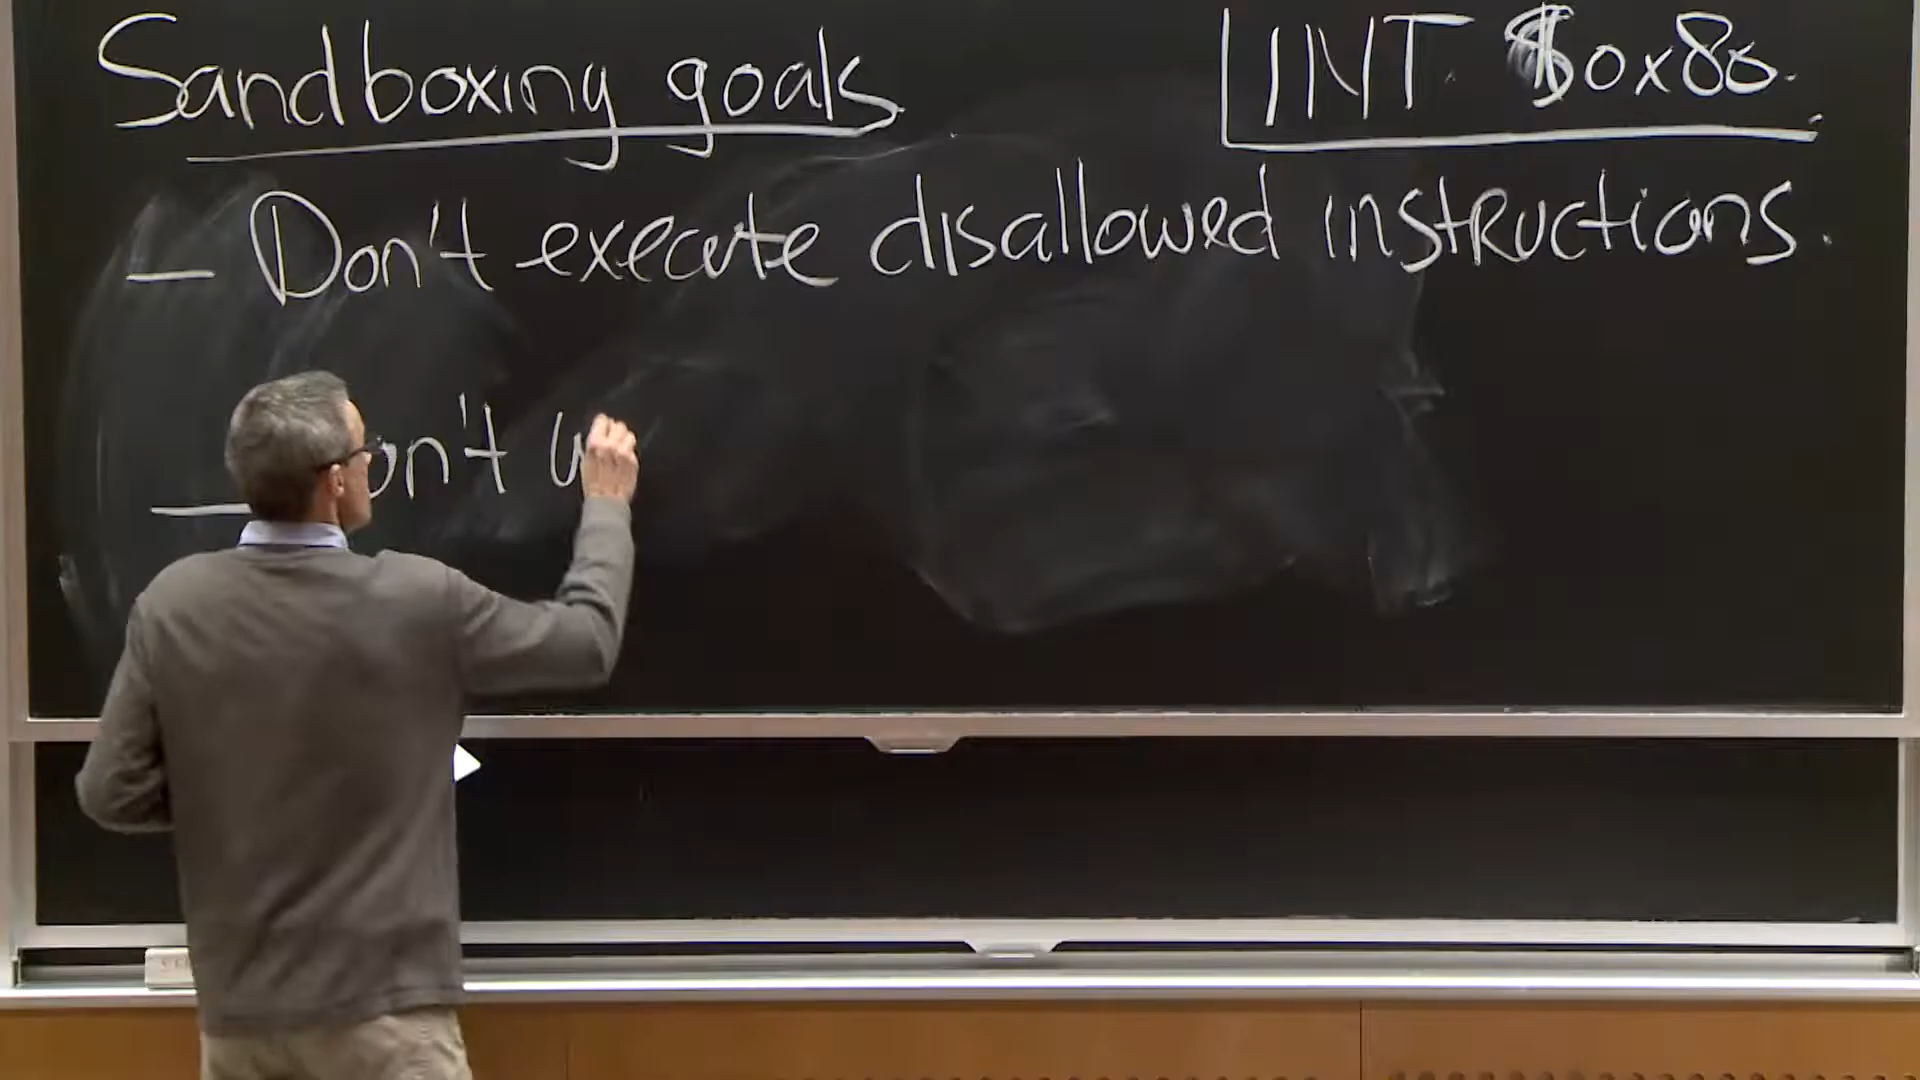 Sandboxing goals
INT $0x80.
- Don't execute disallowed instructions.
on't